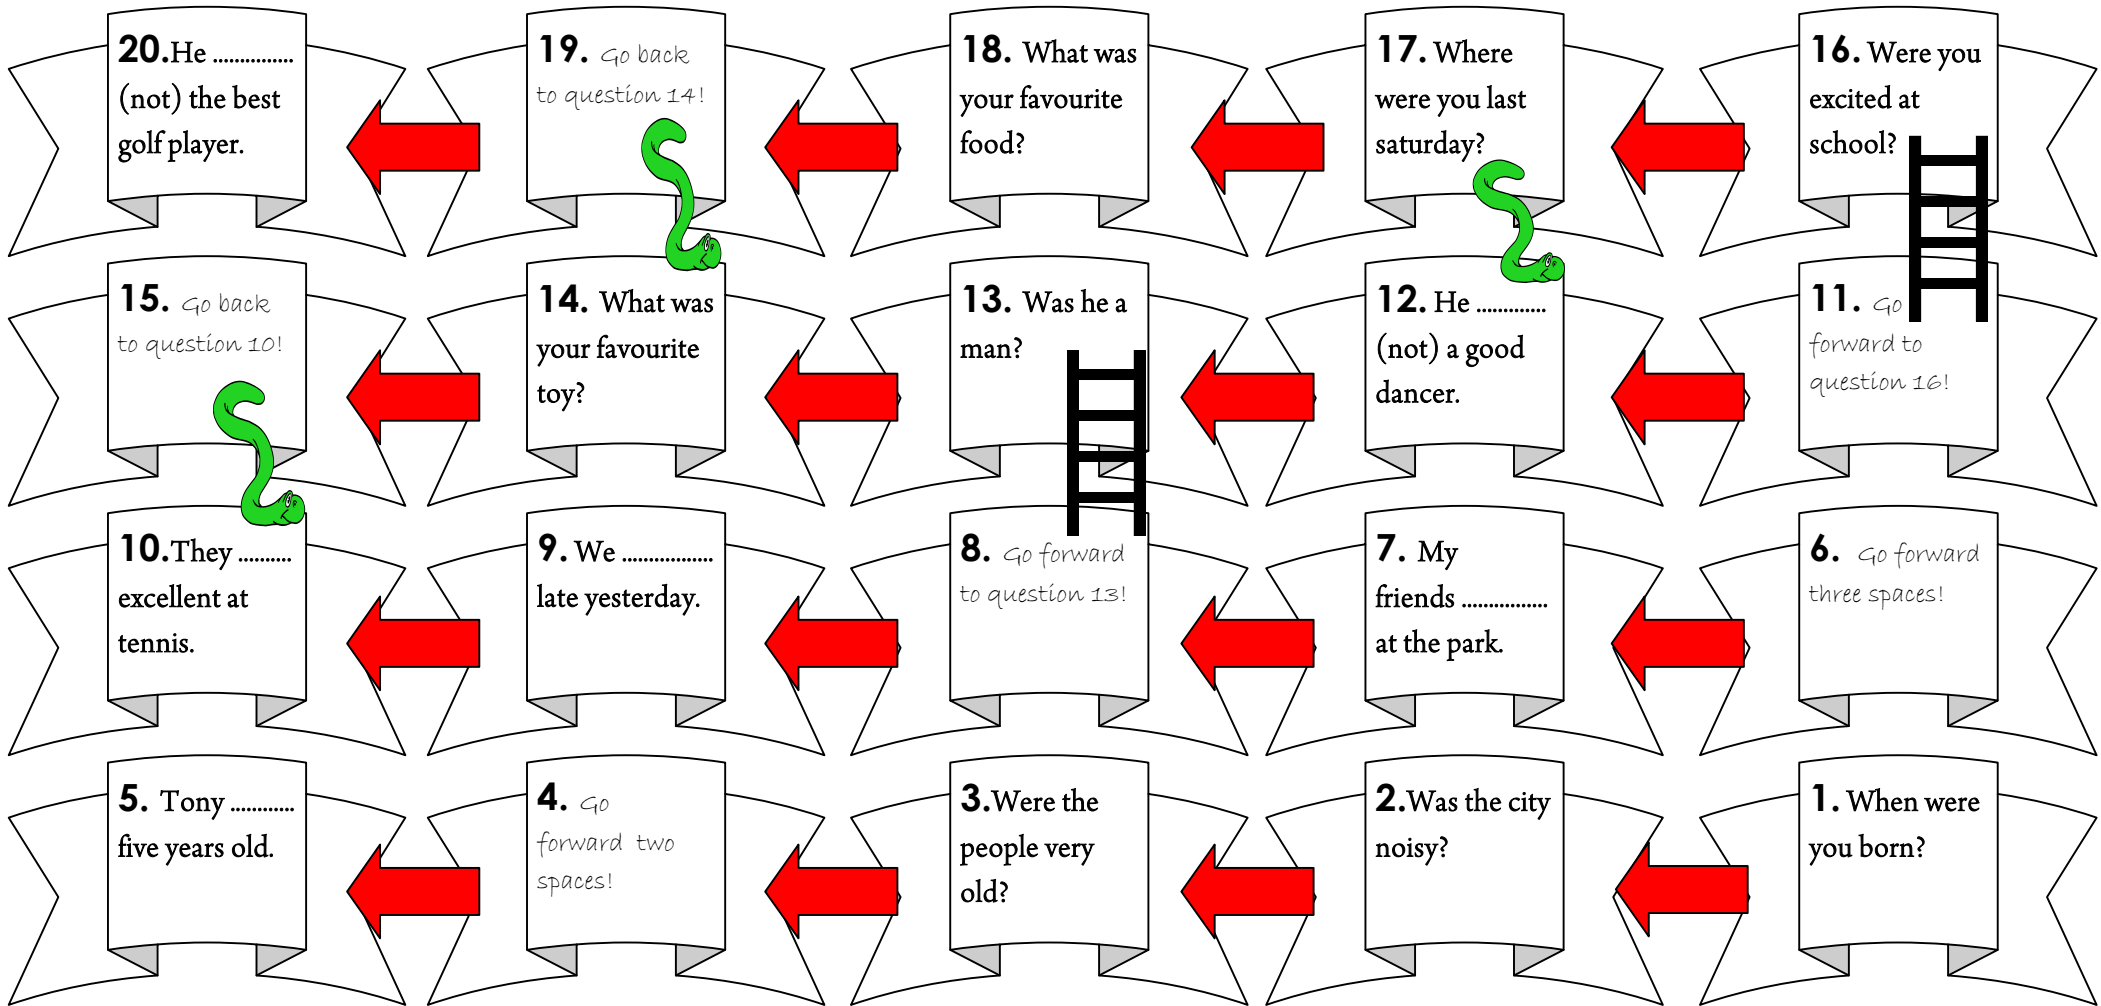 20.He ...............
(not) the best
golf player.
19. Go back
to question 14!
18. What was
your favourite
food?
17. Where
were you last
saturday?
16. Were you
excited at
school?
15. Go back
to question 10!
14. What was
your favourite
toy?
13. Was he a
man?
12. He .............
(not) a good
dancer.
11. Go
forward to
question 16!
10.They ..........
excellent at
tennis.
9. We .................
late yesterday.
8. Go forward
to question 13!
7. My
friends ................
at the park.
6. Go forward
three spaces!
5. Tony ............
five years old.
4. Go
forward two
spaces!
3.Were the
people very
old?
2.Was the city
noisy?
1. When were
you born?